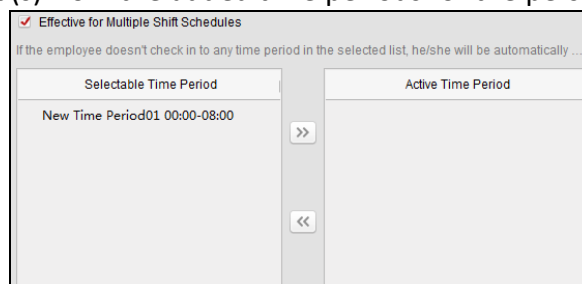 Effective for Multiple Shift Schedules
If the employee doesn't check in to any time period in the selected list, he/she will be automatically ...
Selectable Time Period
Active Time Period
New Time Period01 00:00-08:00
>>
<<